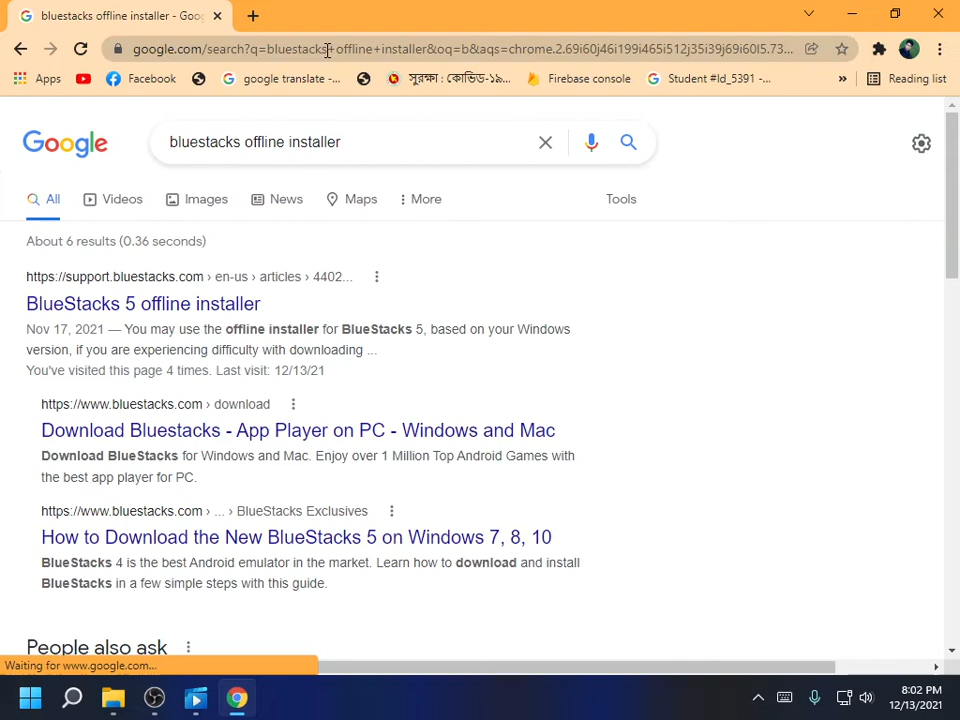 bluestacks offline installer - Goog
google.com/search?q=bluestacks+offline+installer&oq=b&aqs=chrome.2.69i60j46i199i465i512j35i39j69i60l5.73...
Apps
Facebook
google translate -...
সুরক্ষা : কোভিড-১৯...
Firebase console
Student #Id_5391 -...
»
Reading list
Google
bluestacks offline installer
All
Videos
Images
News
Maps
More
Tools
About 6 results (0.36 seconds)
https://support.bluestacks.com › en-us › articles › 4402...
BlueStacks 5 offline installer
Nov 17, 2021 — You may use the offline installer for BlueStacks 5, based on your Windows
version, if you are experiencing difficulty with downloading ...
You've visited this page 4 times. Last visit: 12/13/21
https://www.bluestacks.com › download
Download Bluestacks - App Player on PC - Windows and Mac
Download BlueStacks for Windows and Mac. Enjoy over 1 Million Top Android Games with
the best app player for PC.
https://www.bluestacks.com › ... › BlueStacks Exclusives
How to Download the New BlueStacks 5 on Windows 7, 8, 10
BlueStacks 4 is the best Android emulator in the market. Learn how to download and install
BlueStacks in a few simple steps with this guide.
People also ask
Waiting for www.google.com...
8:02 PM
12/13/2021